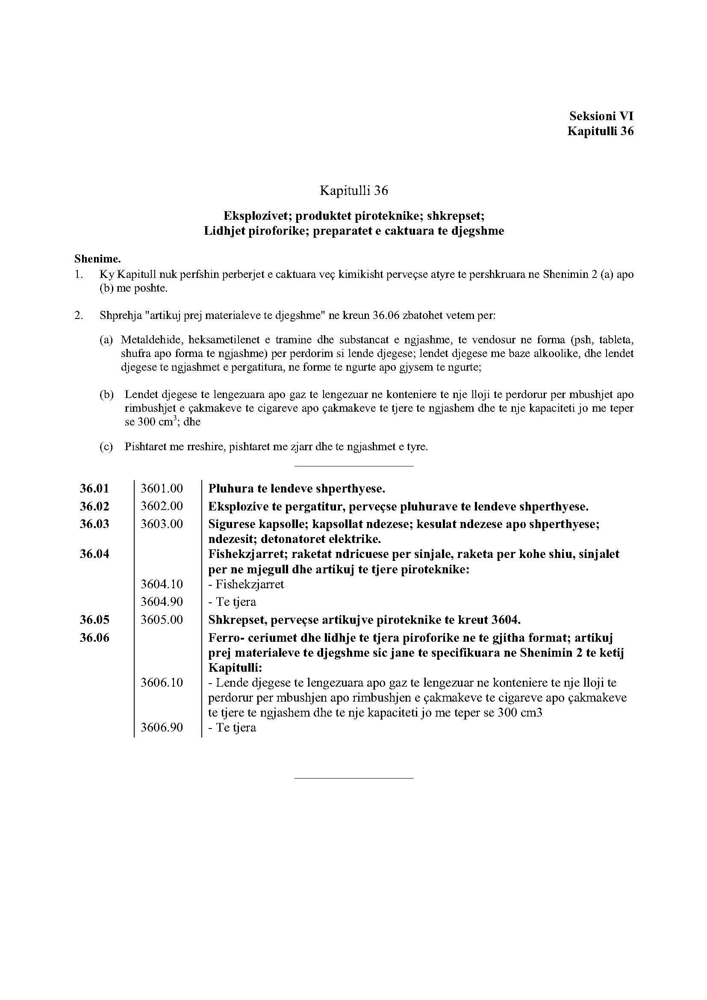 Seksioni VI
Kapitulli 36
Kapitulli 36
Eksplozivet; produktet piroteknike; shkrepset;
Lidhjet piroforike; preparatet e caktuara te djegshme
Shenime.
1. Ky Kapitull nuk perfshin perberjet e caktuara veç kimikisht perveçse atyre te pershkruara ne Shenimin 2 (a) apo
(b) me poshte.
2. Shprehja "artikuj prej materialeve te djegshme" ne kreun 36.06 zbatohet vetem per:
(a) Metaldehide, heksametilenet e tramine dhe substancat e ngjashme, te vendosur ne forma (psh, tableta,
shufra apo forma te ngjashme) per perdorim si lende djegese; lendet djegese me baze alkoolike, dhe lendet
djegese te ngjashmet e pergatitura, ne forme te ngurte apo gjysem te ngurte;
(b) Lendet djegese te lengezuara apo gaz te lengezuar ne konteniere te nje lloji te perdorur per mbushjet apo
rimbushjet e çakmakeve te cigareve apo çakmakeve te tjere te ngjashem dhe te nje kapaciteti jo me teper
se 300 cm³; dhe
(c) Pishtaret me rreshire, pishtaret me zjarr dhe te ngjashmet e tyre.
36.01 3601.00 Pluhura te lendeve shperthyese.
36.02 3602.00 Eksplozive te pergatitur, perveçse pluhurave te lendeve shperthyese.
36.03 3603.00 Sigurese kapsolle; kapsollat ndezese; kesulat ndezese apo shperthyese;
ndezesit; detonatoret elektrike.
36.04 Fishekzjarret; raketat ndricuese per sinjale, raketa per kohe shiu, sinjalet
per ne mjegull dhe artikuj te tjere piroteknike:
3604.10 - Fishekzjarret
3604.90 - Te tjera
36.05 3605.00 Shkrepset, perveçse artikujve piroteknike te kreut 3604.
36.06 Ferro- ceriumet dhe lidhje te tjera piroforike ne te gjitha format; artikuj
prej materialeve te djegshme sic jane te specifikuara ne Shenimin 2 te ketij
Kapitulli:
3606.10 - Lende djegese te lengezuara apo gaz te lengezuar ne konteniere te nje lloji te
perdorur per mbushjen apo rimbushjen e çakmakeve te cigareve apo çakmakeve
te tjere te ngjashem dhe te nje kapaciteti jo me teper se 300 cm3
3606.90 - Te tjera